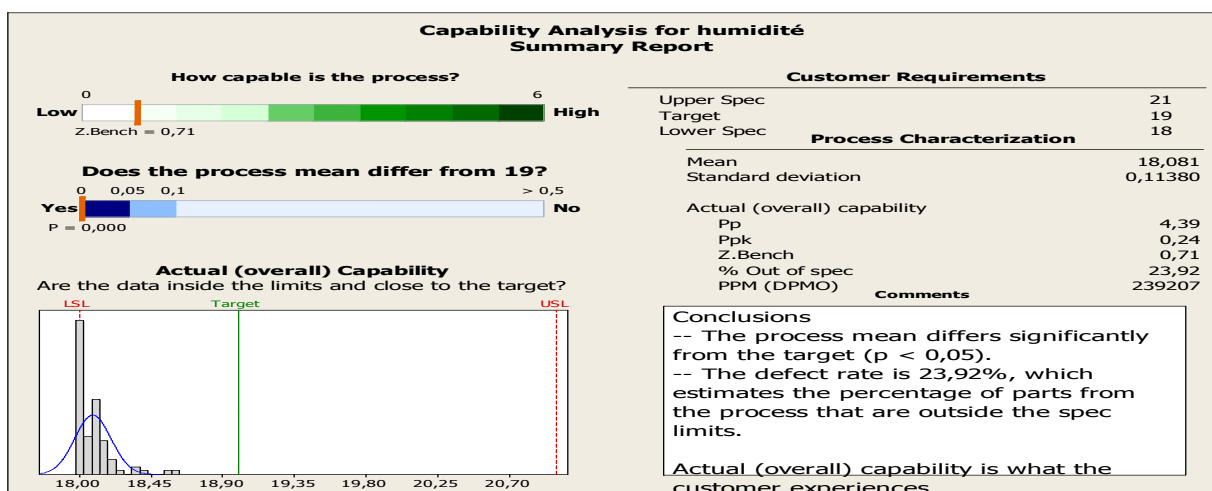 Capability Analysis for humidité
Summary Report
How capable is the process?
0 6
Low High
Z.Bench = 0,71
Does the process mean differ from 19?
0 0,05 0,1 > 0,5
Yes No
P = 0,000
Actual (overall) Capability
Are the data inside the limits and close to the target?
LSL Target USL
18,00 18,45 18,90 19,35 19,80 20,25 20,70
Customer Requirements
Upper Spec 21
Target 19
Lower Spec 18
Process Characterization
Mean 18,081
Standard deviation 0,11380
Actual (overall) capability
Pp 4,39
Ppk 0,24
Z.Bench 0,71
% Out of spec 23,92
PPM (DPMO) 239207
Comments
Conclusions
-- The process mean differs significantly
from the target (p < 0,05).
-- The defect rate is 23,92%, which
estimates the percentage of parts from
the process that are outside the spec
limits.
Actual (overall) capability is what the
customer experiences.